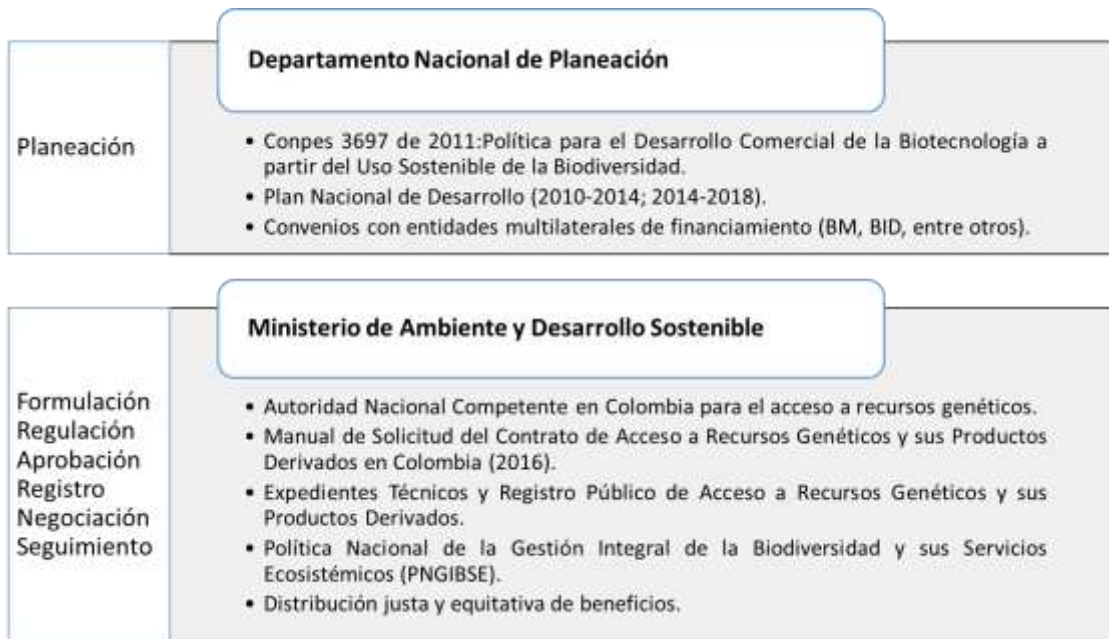 Departamento Nacional de Planeación
Planeación
• Conpes 3697 de 2011:Política para el Desarrollo Comercial de la Biotecnología a
partir del Uso Sostenible de la Biodiversidad.
• Plan Nacional de Desarrollo (2010-2014; 2014-2018).
• Convenios con entidades multilaterales de financiamiento (BM, BID, entre otros).
Ministerio de Ambiente y Desarrollo Sostenible
Formulación
Regulación
Aprobación
Registro
Negociación
Seguimiento
• Autoridad Nacional Competente en Colombia para el acceso a recursos genéticos.
• Manual de Solicitud del Contrato de Acceso a Recursos Genéticos y sus Productos
Derivados en Colombia (2016).
• Expedientes Técnicos y Registro Público de Acceso a Recursos Genéticos y sus
Productos Derivados.
• Política Nacional de la Gestión Integral de la Biodiversidad y sus Servicios
Ecosistémicos (PNGIBSE).
• Distribución justa y equitativa de beneficios.